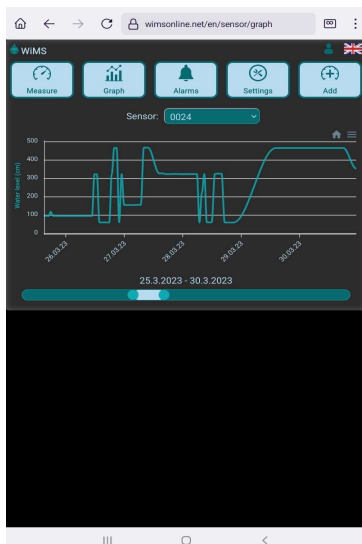 wimsonline.net/en/sensor/graph
WiMS
Measure Graph Alarms Settings Add
Sensor: 0024
Water level (cm)
500
400
300
200
100
0
26.03.23 27.03.23 28.03.23 29.03.23 30.03.23
25.3.2023 - 30.3.2023